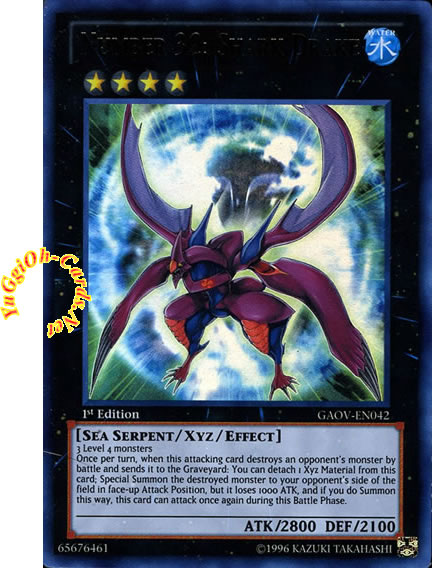 Number 32: Shark Drake
WATER
水
YuGgiOh-Cards.Net
1st Edition
GAOV-EN042
[Sea Serpent/Xyz/Effect]
3 Level 4 monsters
Once per turn, when this attacking card destroys an opponent's monster by
battle and sends it to the Graveyard: You can detach 1 Xyz Material from this
card; Special Summon the destroyed monster to your opponent's side of the
field in face-up Attack Position, but it loses 1000 ATK, and if you do Summon
this way, this card can attack once again during this Battle Phase.
ATK/2800 DEF/2100
65676461
©1996 KAZUKI TAKAHASHI